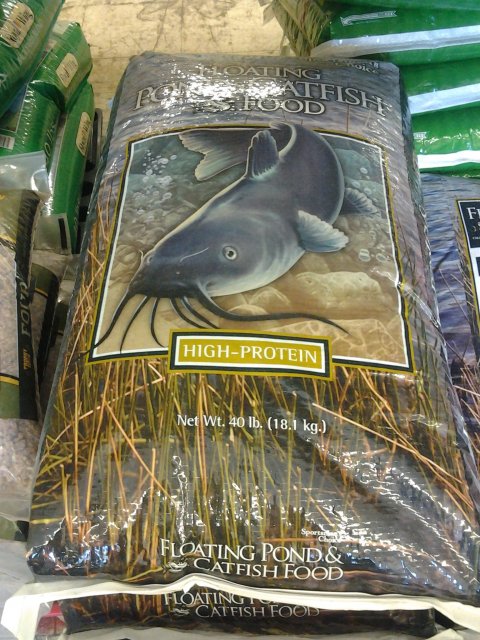 FLOATING
POND & CATFISH
FOOD
HIGH-PROTEIN
Net Wt. 40 lb. (18.1 kg.)
FLOATING POND &
CATFISH FOOD
FLOATING POND &
CATFISH FOOD